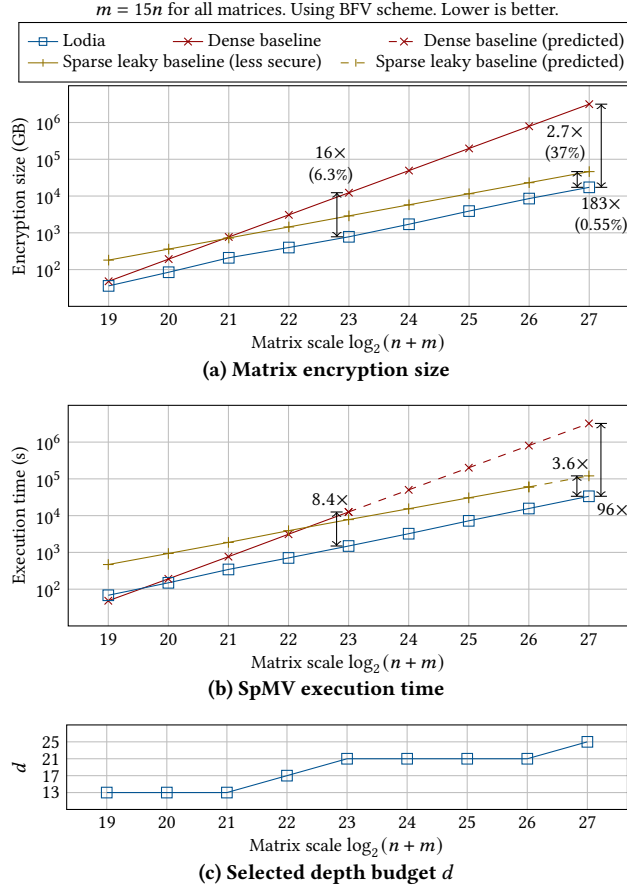 m = 15n for all matrices. Using BFV scheme. Lower is better.
Lodia Dense baseline Dense baseline (predicted)
Sparse leaky baseline (less secure) Sparse leaky baseline (predicted)
Encryption size (GB)
10^6
10^5
10^4
10^3
10^2
16×
(6.3%)
2.7×
(37%)
183×
(0.55%)
19 20 21 22 23 24 25 26 27
Matrix scale log₂(n + m)
(a) Matrix encryption size
Execution time (s)
10^6
10^5
10^4
10^3
10^2
8.4×
3.6×
96×
19 20 21 22 23 24 25 26 27
Matrix scale log₂(n + m)
(b) SpMV execution time
d
25
21
17
13
19 20 21 22 23 24 25 26 27
Matrix scale log₂(n + m)
(c) Selected depth budget d